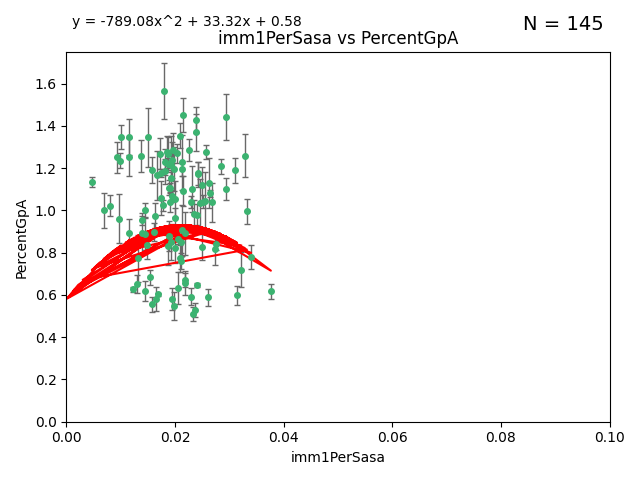 y = -789.08x^2 + 33.32x + 0.58
N = 145
imm1PerSasa vs PercentGpA
PercentGpA
1.6
1.4
1.2
1.0
0.8
0.6
0.4
0.2
0.0
0.00 0.02 0.04 0.06 0.08 0.10
imm1PerSasa